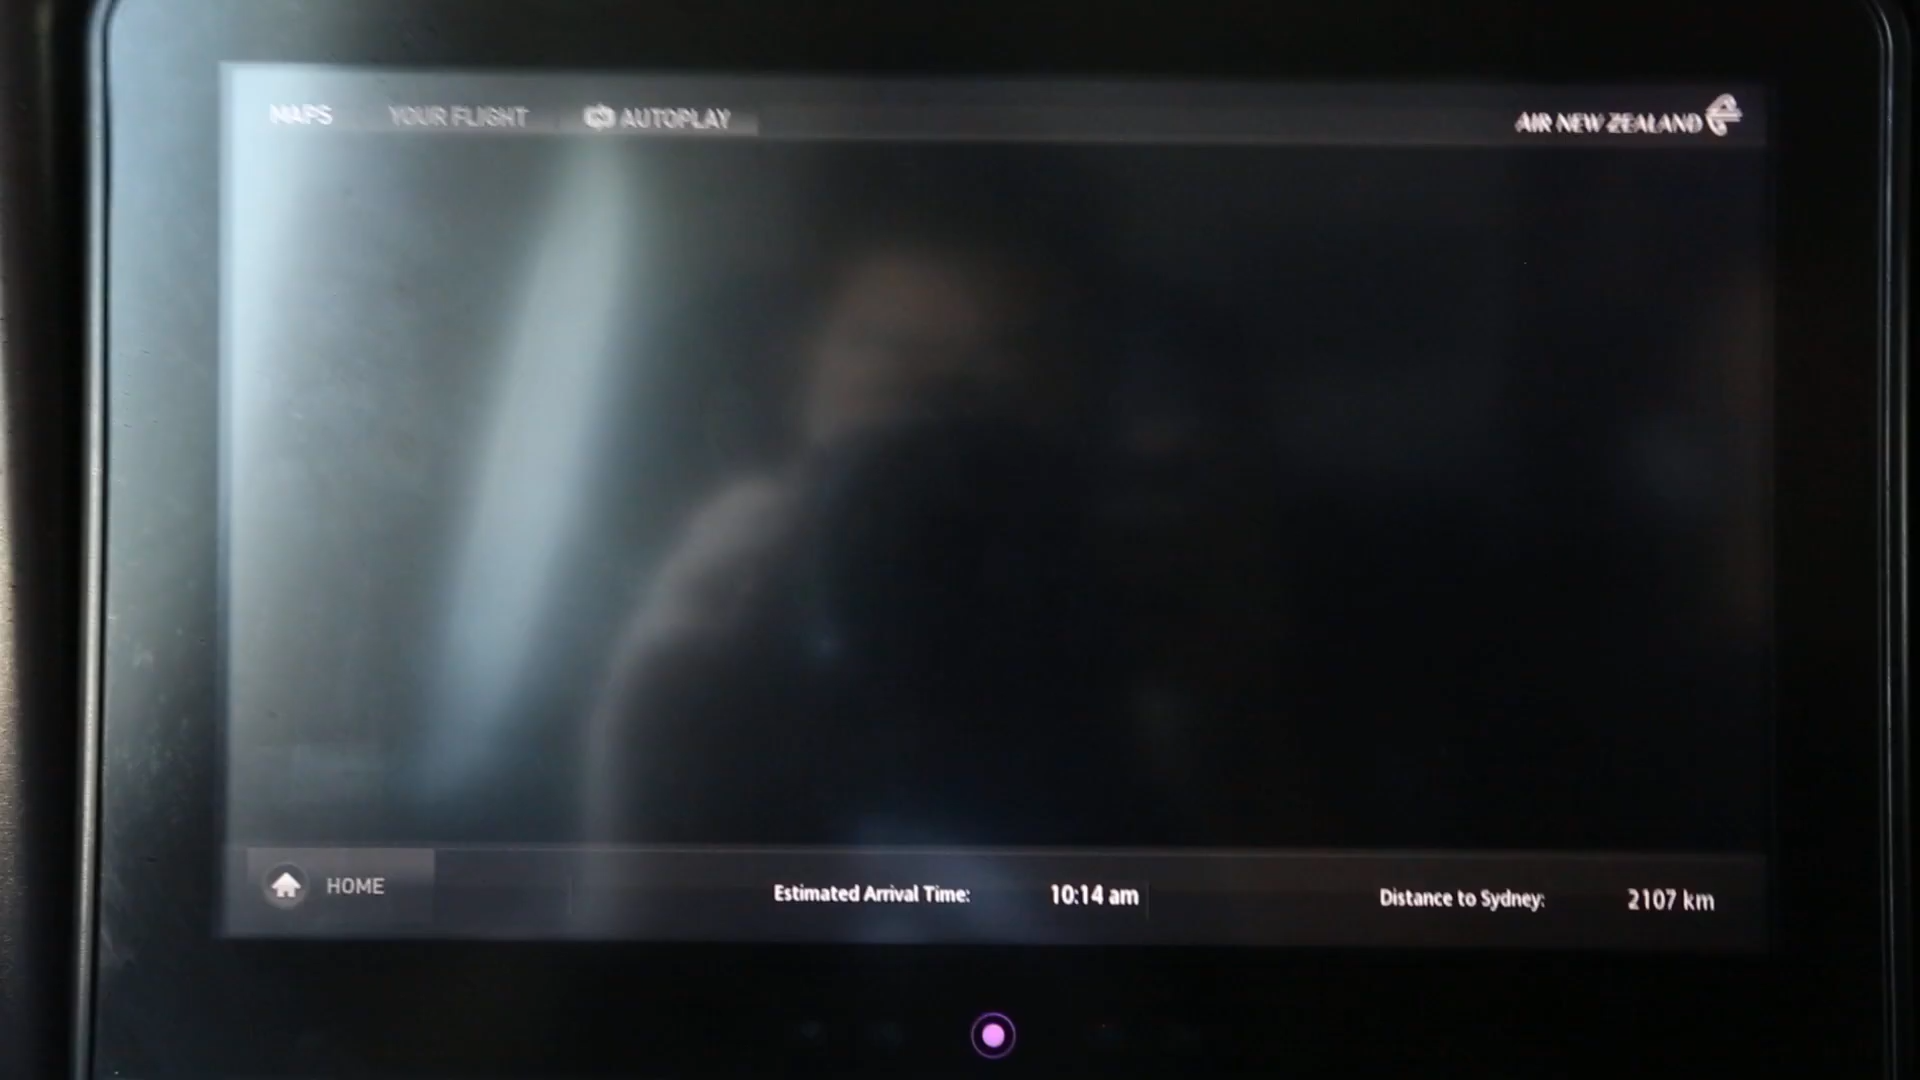 MAPS YOUR FLIGHT AUTOPLAY AIR NEW ZEALAND
HOME Estimated Arrival Time: 10:14 am Distance to Sydney: 2107 km